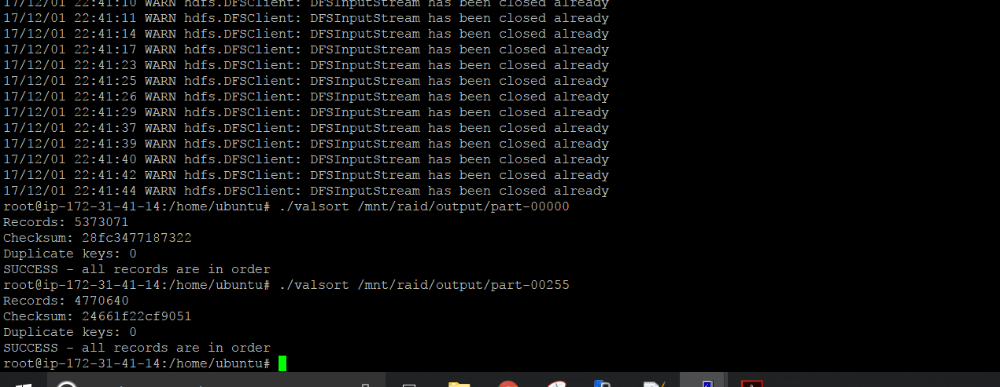 17/12/01 22:41:10 WARN hdfs.DFSClient: DFSInputStream has been closed already
17/12/01 22:41:11 WARN hdfs.DFSClient: DFSInputStream has been closed already
17/12/01 22:41:14 WARN hdfs.DFSClient: DFSInputStream has been closed already
17/12/01 22:41:17 WARN hdfs.DFSClient: DFSInputStream has been closed already
17/12/01 22:41:23 WARN hdfs.DFSClient: DFSInputStream has been closed already
17/12/01 22:41:25 WARN hdfs.DFSClient: DFSInputStream has been closed already
17/12/01 22:41:26 WARN hdfs.DFSClient: DFSInputStream has been closed already
17/12/01 22:41:29 WARN hdfs.DFSClient: DFSInputStream has been closed already
17/12/01 22:41:37 WARN hdfs.DFSClient: DFSInputStream has been closed already
17/12/01 22:41:39 WARN hdfs.DFSClient: DFSInputStream has been closed already
17/12/01 22:41:40 WARN hdfs.DFSClient: DFSInputStream has been closed already
17/12/01 22:41:42 WARN hdfs.DFSClient: DFSInputStream has been closed already
17/12/01 22:41:44 WARN hdfs.DFSClient: DFSInputStream has been closed already
root@ip-172-31-41-14:/home/ubuntu# ./valsort /mnt/raid/output/part-00000
Records: 5373071
Checksum: 28fc3477187322
Duplicate keys: 0
SUCCESS - all records are in order
root@ip-172-31-41-14:/home/ubuntu# ./valsort /mnt/raid/output/part-00255
Records: 4770640
Checksum: 24661f22cf9051
Duplicate keys: 0
SUCCESS - all records are in order
root@ip-172-31-41-14:/home/ubuntu#